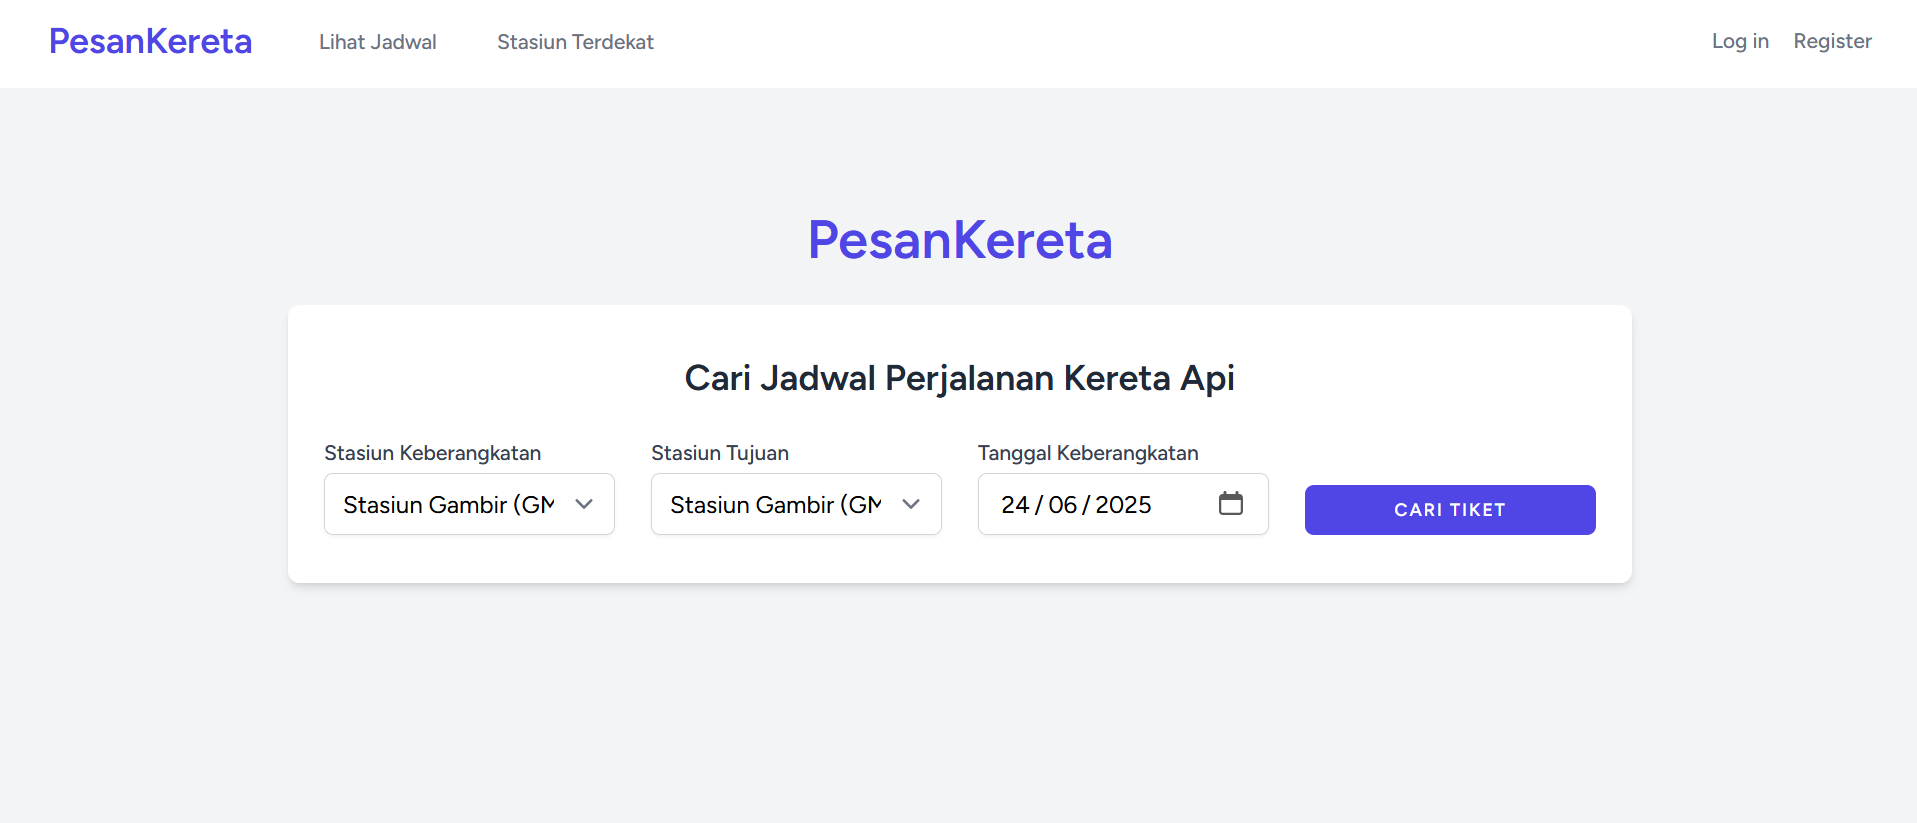 PesanKereta Lihat Jadwal Stasiun Terdekat Log in Register
PesanKereta
Cari Jadwal Perjalanan Kereta Api
Stasiun Keberangkatan Stasiun Tujuan Tanggal Keberangkatan
Stasiun Gambir (GM Stasiun Gambir (GM 24/06/2025 CARI TIKET